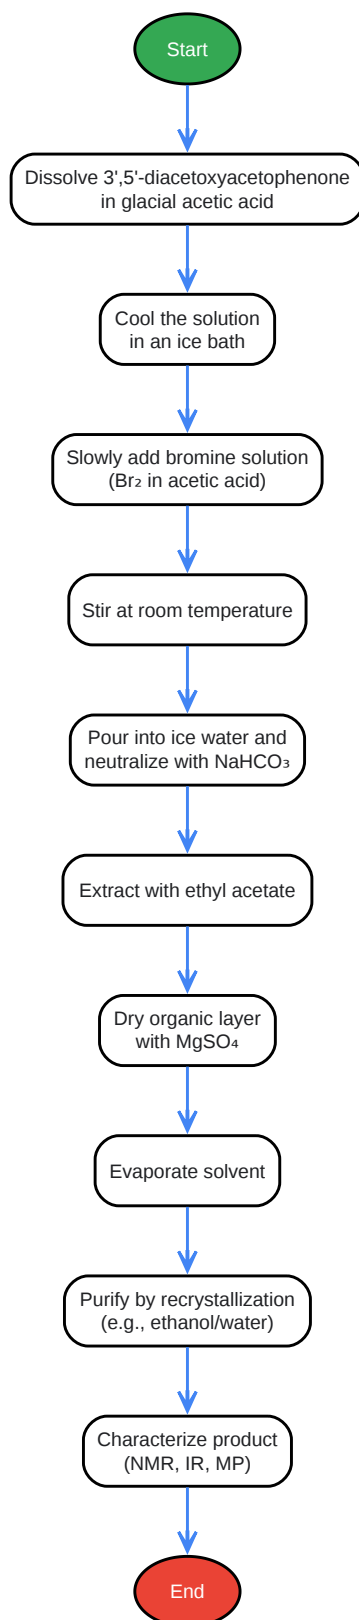 Start
Dissolve 3',5'-diacetoxyacetophenone
in glacial acetic acid
Cool the solution
in an ice bath
Slowly add bromine solution
(Br₂ in acetic acid)
Stir at room temperature
Pour into ice water and
neutralize with NaHCO₃
Extract with ethyl acetate
Dry organic layer
with MgSO₄
Evaporate solvent
Purify by recrystallization
(e.g., ethanol/water)
Characterize product
(NMR, IR, MP)
End